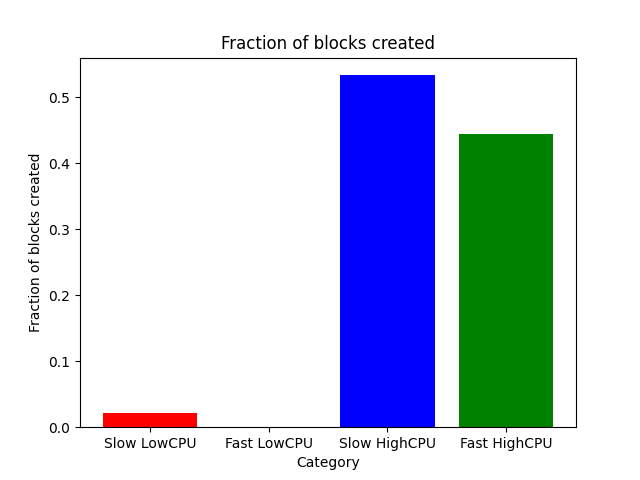 Fraction of blocks created
Fraction of blocks created
0.5
0.4
0.3
0.2
0.1
0.0
Slow LowCPU Fast LowCPU Slow HighCPU Fast HighCPU
Category